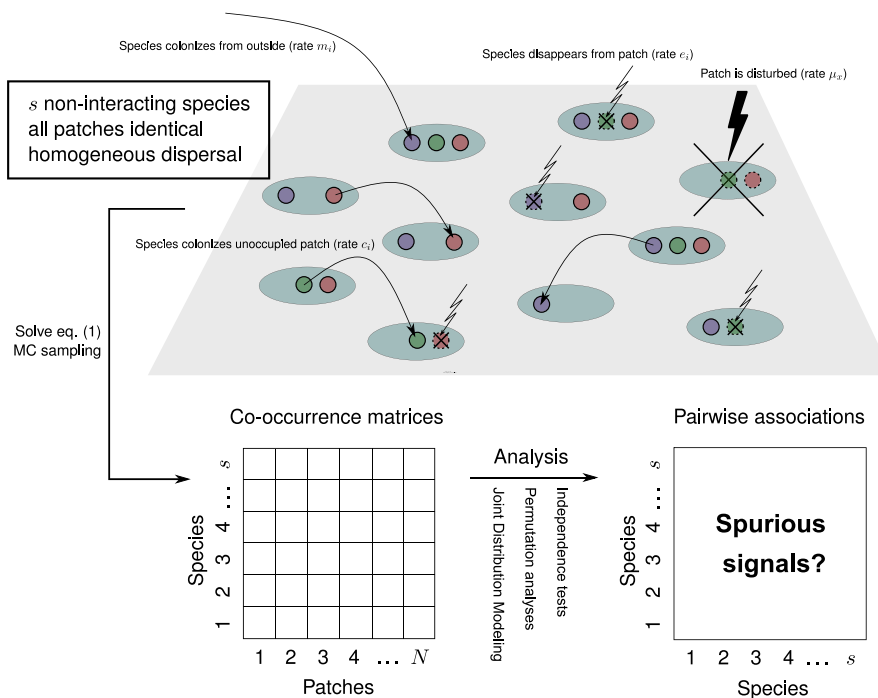 Species colonizes from outside (rate m_i)
Species disappears from patch (rate e_i)
Patch is disturbed (rate μ_x)
s non-interacting species
all patches identical
homogeneous dispersal
Species colonizes unoccupied patch (rate c_i)
Solve eq. (1)
MC sampling
Co-occurrence matrices
Species
s
...
4
3
2
1
1 2 3 4 ... N
Patches
Analysis
Joint Distribution Modeling
Permutation analyses
Independence tests
Pairwise associations
Species
s
...
4
3
2
1
Spurious
signals?
1 2 3 4 ... s
Species